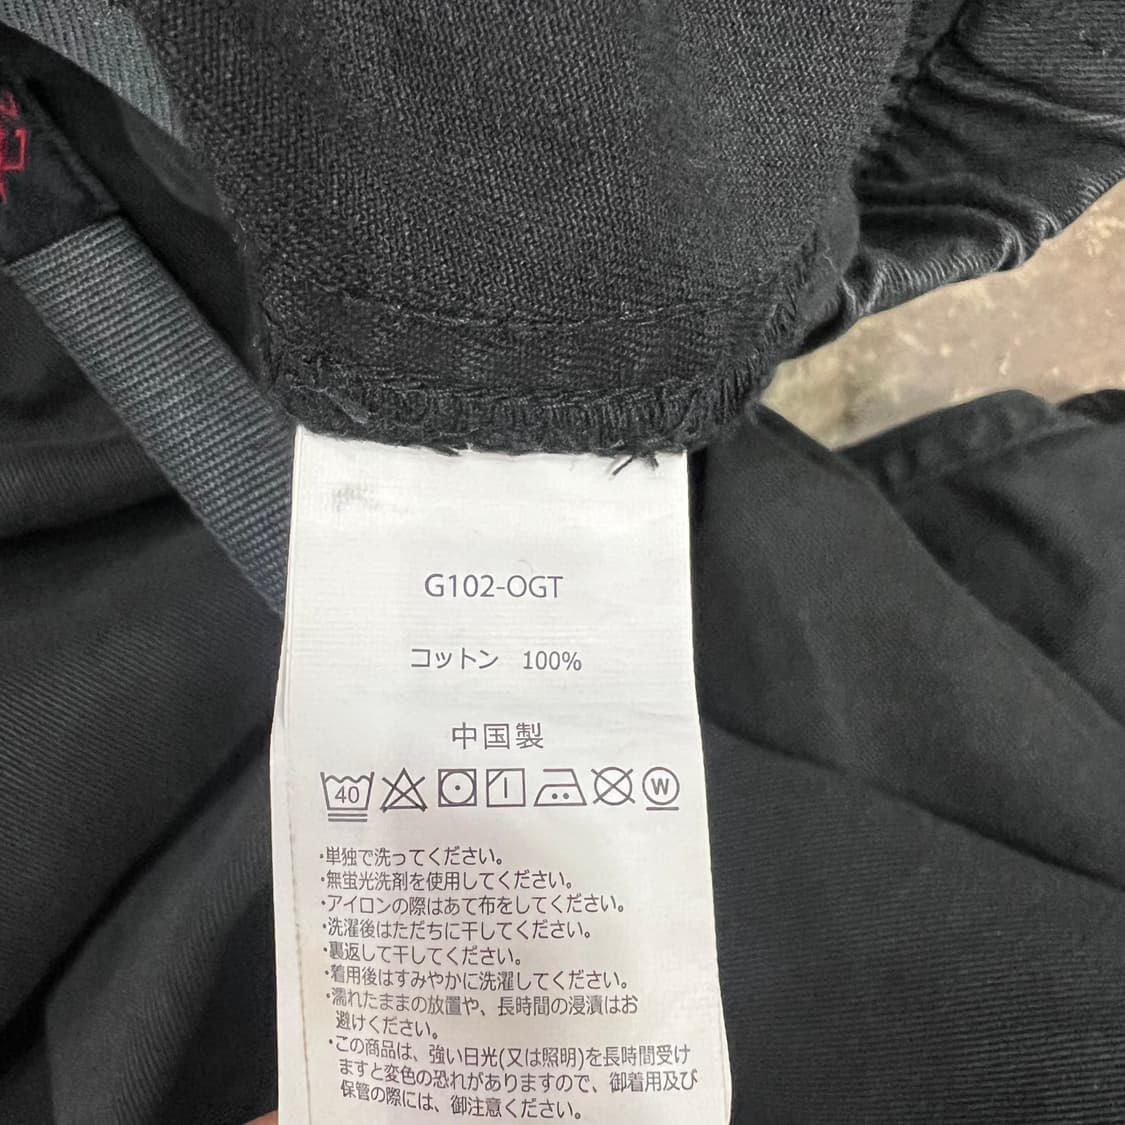 G102-OGT
コットン 100%
中国製
40 W
・単独で洗ってください。
・無蛍光洗剤を使用してください。
・アイロンの際はあて布をしてください。
・洗濯後はただちに干してください。
・裏返して干してください。
・着用後はすみやかに洗濯してください。
・濡れたままの放置や、長時間の浸漬はお
避けください。
・この商品は、強い日光(又は照明)を長時間受け
ますと変色の恐れがありますので、御着用及び
保管の際には、御注意ください。